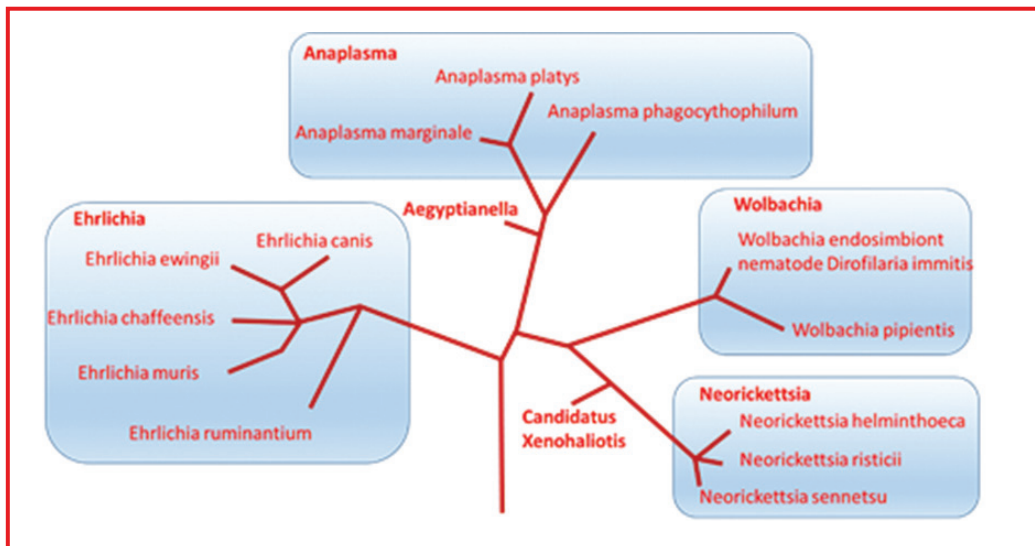 Anaplasma
Anaplasma platys
Anaplasma phagocythophilum
Anaplasma marginale
Aegyptianella
Ehrlichia
Ehrlichia canis
Ehrlichia ewingii
Ehrlichia chaffeensis
Ehrlichia muris
Ehrlichia ruminantium
Wolbachia
Wolbachia endosimbiont
nematode Dirofilaria immitis
Wolbachia pipientis
Candidatus
Xenohaliotis
Neorickettsia
Neorickettsia helminthoeca
Neorickettsia risticii
Neorickettsia sennetsu